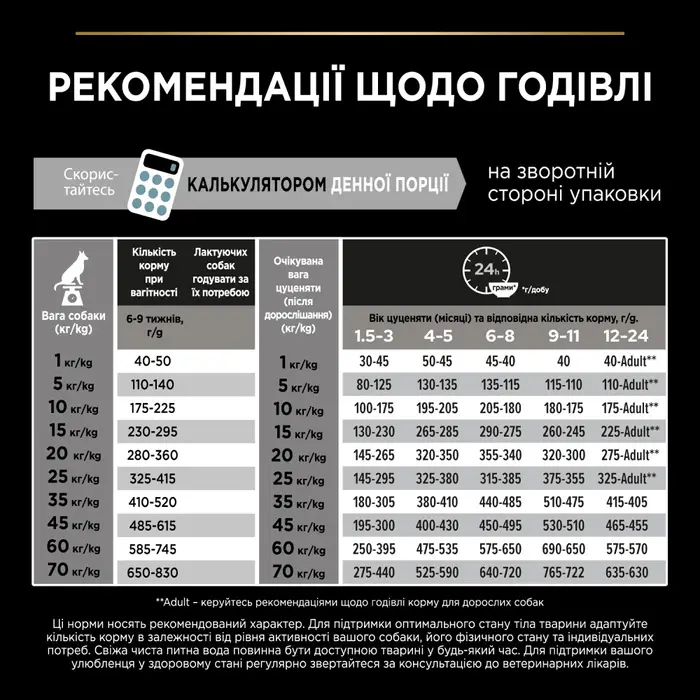 РЕКОМЕНДАЦІЇ ЩОДО ГОДІВЛІ
Скорис-
тайтесь
КАЛЬКУЛЯТОРОМ ДЕННОЇ ПОРЦІЇ
на зворотній
стороні упаковки
Вага собаки
(кг/kg)
Кількість
корму
при
вагітності
Лактуючих
собак
годувати за
їх потребою
6-9 тижнів,
г/g
Очікувана
вага
цуценяти
(після
дорослішання)
(кг/kg)
24h
грами*
*г/добу
Вік цуценяти (місяці) та відповідна кількість корму, г/g.
1.5–3 4–5 6–8 9–11 12–24
1 кг/kg 40-50 1 кг/kg 30-45 50-45 45-40 40 40-Adult**
5 кг/kg 110-140 5 кг/kg 80-125 130-135 135-115 115-110 110-Adult**
10 кг/kg 175-225 10 кг/kg 100-175 195-205 205-180 180-175 175-Adult**
15 кг/kg 230-295 15 кг/kg 130-230 265-285 290-275 260-245 225-Adult**
20 кг/kg 280-360 20 кг/kg 145-265 320-350 355-340 320-300 275-Adult**
25 кг/kg 325-415 25 кг/kg 145-295 325-380 315-385 375-355 325-Adult**
35 кг/kg 410-520 35 кг/kg 180-305 380-410 440-485 510-475 415-405
45 кг/kg 485-615 45 кг/kg 195-300 400-430 450-495 530-510 465-455
60 кг/kg 585-745 60 кг/kg 250-395 475-535 575-650 690-650 575-570
70 кг/kg 650-830 70 кг/kg 275-440 525-590 640-720 765-722 635-630
**Adult – керуйтесь рекомендаціями щодо годівлі корму для дорослих собак
Ці норми носять рекомендований характер. Для підтримки оптимального стану тіла тварини адаптуйте
кількість корму в залежності від рівня активності вашого собаки, його фізичного стану та індивідуальних
потреб. Свіжа чиста питна вода повинна бути доступною тварині у будь-який час. Для підтримки вашого
улюбленця у здоровому стані регулярно звертайтеся за консультацією до ветеринарних лікарів.